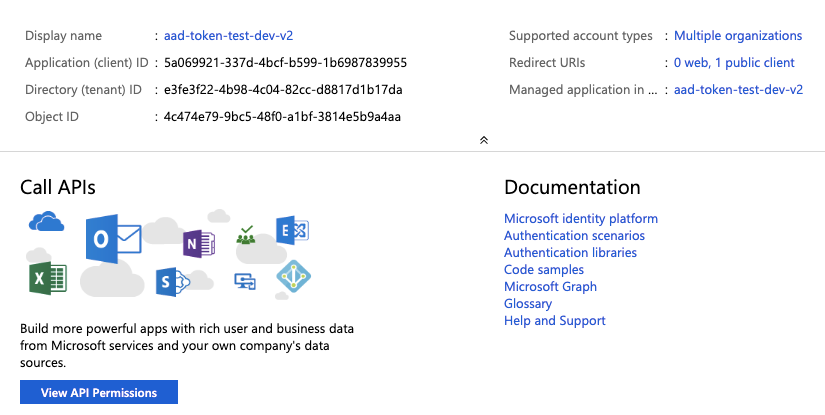 Display name : aad-token-test-dev-v2
Application (client) ID : 5a069921-337d-4bcf-b599-1b6987839955
Directory (tenant) ID : e3fe3f22-4b98-4c04-82cc-d8817d1b17da
Object ID : 4c474e79-9bc5-48f0-a1bf-3814e5b9a4aa
Supported account types : Multiple organizations
Redirect URIs : 0 web, 1 public client
Managed application in ... : aad-token-test-dev-v2
Call APIs
O
N
E
X
S
Build more powerful apps with rich user and business data
from Microsoft services and your own company's data
sources.
View API Permissions
Documentation
Microsoft identity platform
Authentication scenarios
Authentication libraries
Code samples
Microsoft Graph
Glossary
Help and Support